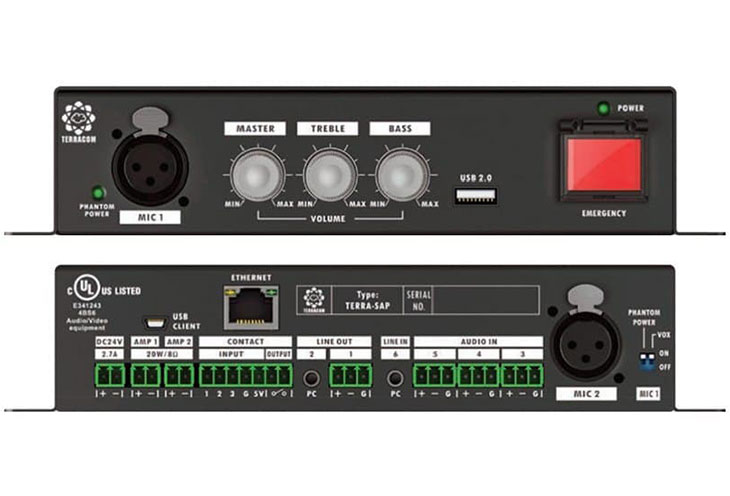 POWER
TERRACOM
MASTER TREBLE BASS
USB 2.0
MIN MAX MIN MAX MIN MAX
VOLUME
PHANTOM
POWER
MIC 1
EMERGENCY
C UL US LISTED
E341243
4BS6
Audio/Video
equipment
ETHERNET
USB
CLIENT
TERRACOM
Type:
TERRA-SAP
SERIAL
NO.
PHANTOM
POWER
VOX
ON
OFF
DC24V AMP 1 AMP 2 CONTACT LINE OUT LINE IN AUDIO IN
2.7A 20W/8Ω INPUT OUTPUT 2 1 6 5 4 3
+ − + − + − 1 2 3 G 5V PC + − G PC + − G + − G + − G
MIC 2
MIC 1